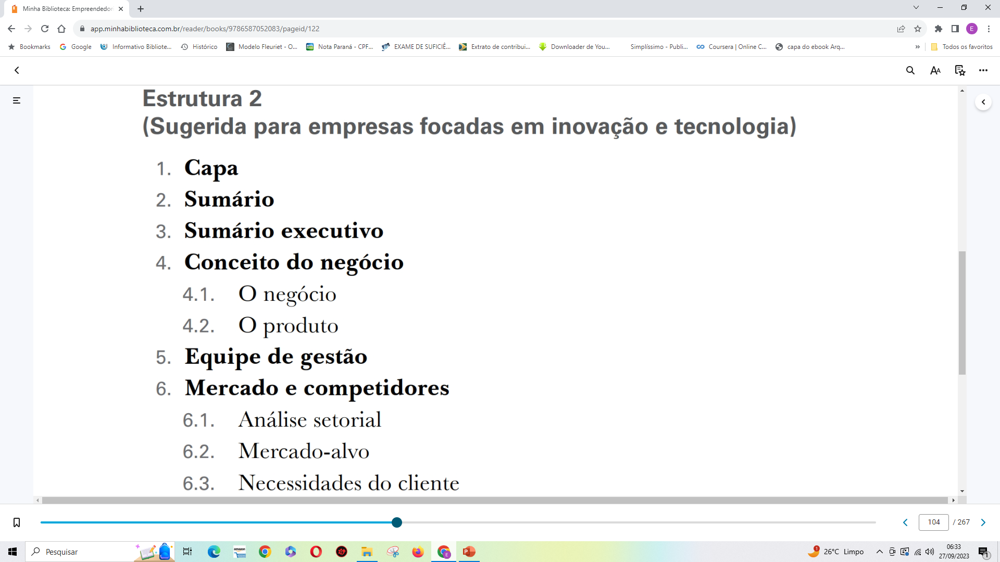 Minha Biblioteca: Empreendedor
app.minhabiblioteca.com.br/reader/books/9786587052083/pageid/122
E
Bookmarks
Google
Informativo Bibliote...
Histórico
Modelo Fleuriet - O...
Nota Paraná - CPF...
EXAME DE SUFICIÊ...
Extrato de contribui...
Downloader de You...
Simplíssimo - Publi...
Coursera | Online C...
capa do ebook Arq...
»
Todos os favoritos
AA
Estrutura 2
(Sugerida para empresas focadas em inovação e tecnologia)
1. Capa
2. Sumário
3. Sumário executivo
4. Conceito do negócio
4.1. O negócio
4.2. O produto
5. Equipe de gestão
6. Mercado e competidores
6.1. Análise setorial
6.2. Mercado-alvo
6.3. Necessidades do cliente
104 / 267
Pesquisar
amazon
E
P
1
26°C Limpo
06:33
27/09/2023
1